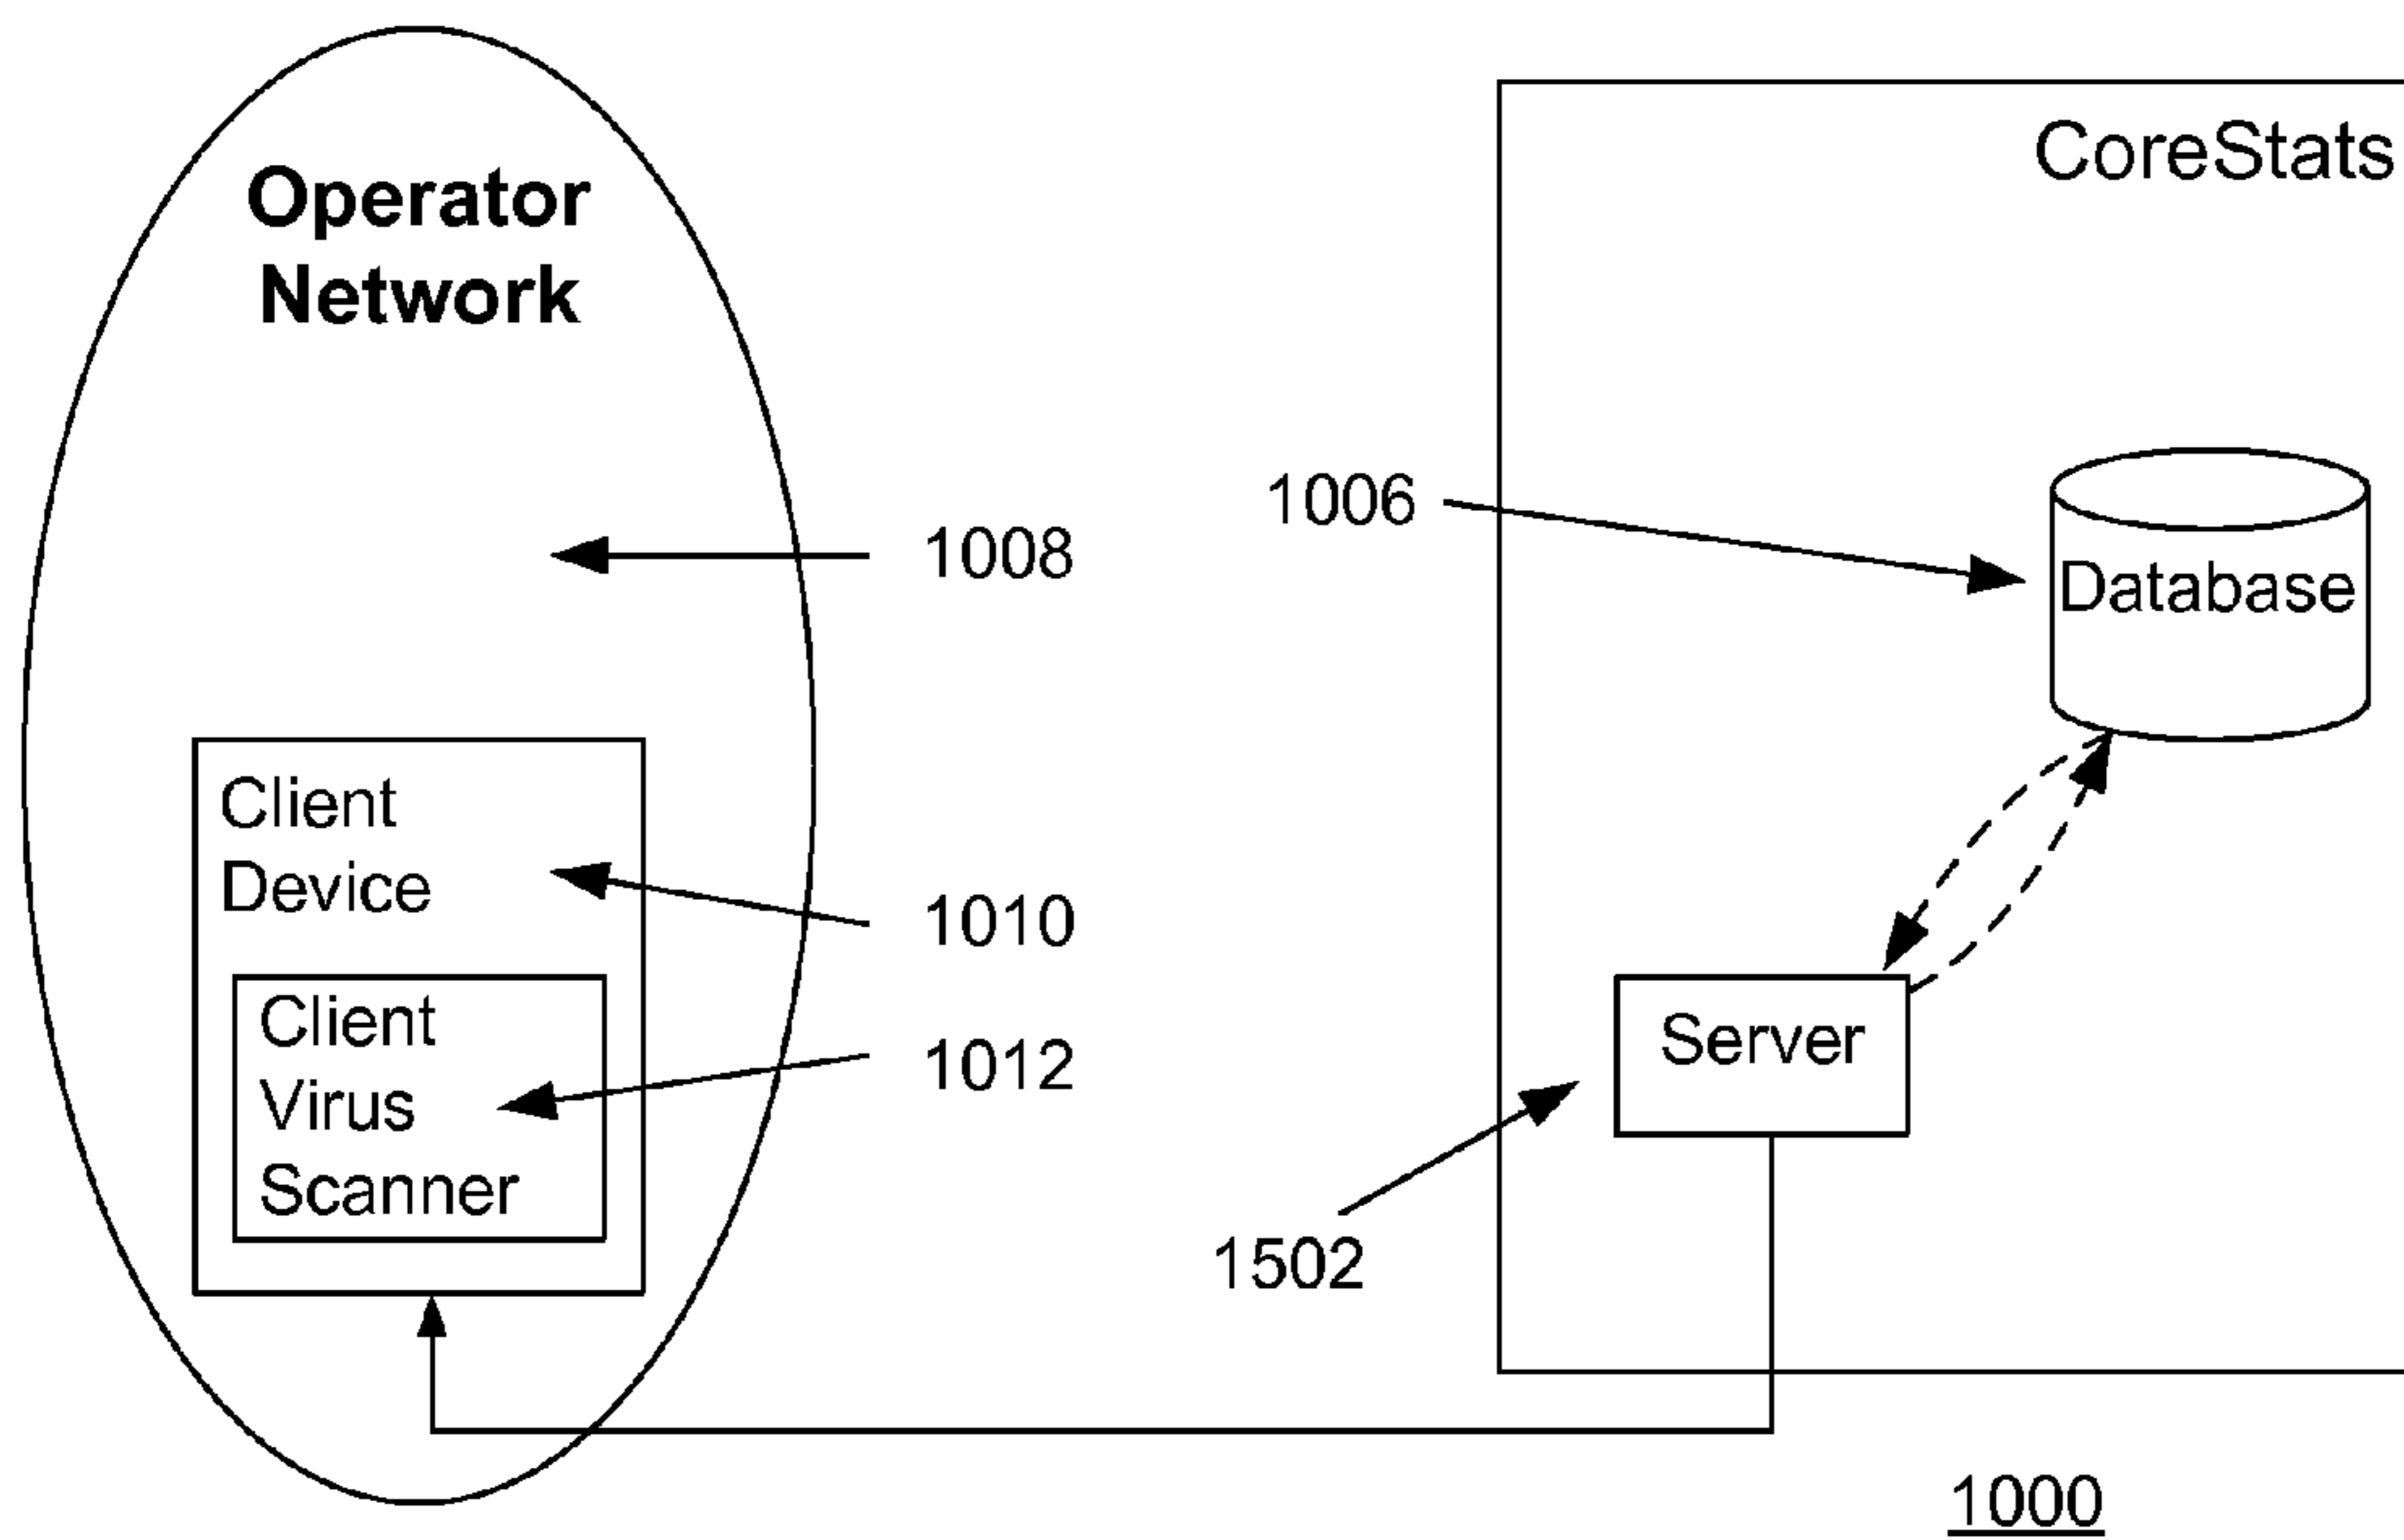 Operator
Network
1008
Client
Device
1010
Client
Virus
Scanner
1012
CoreStats
1006
Database
Server
1502
1000